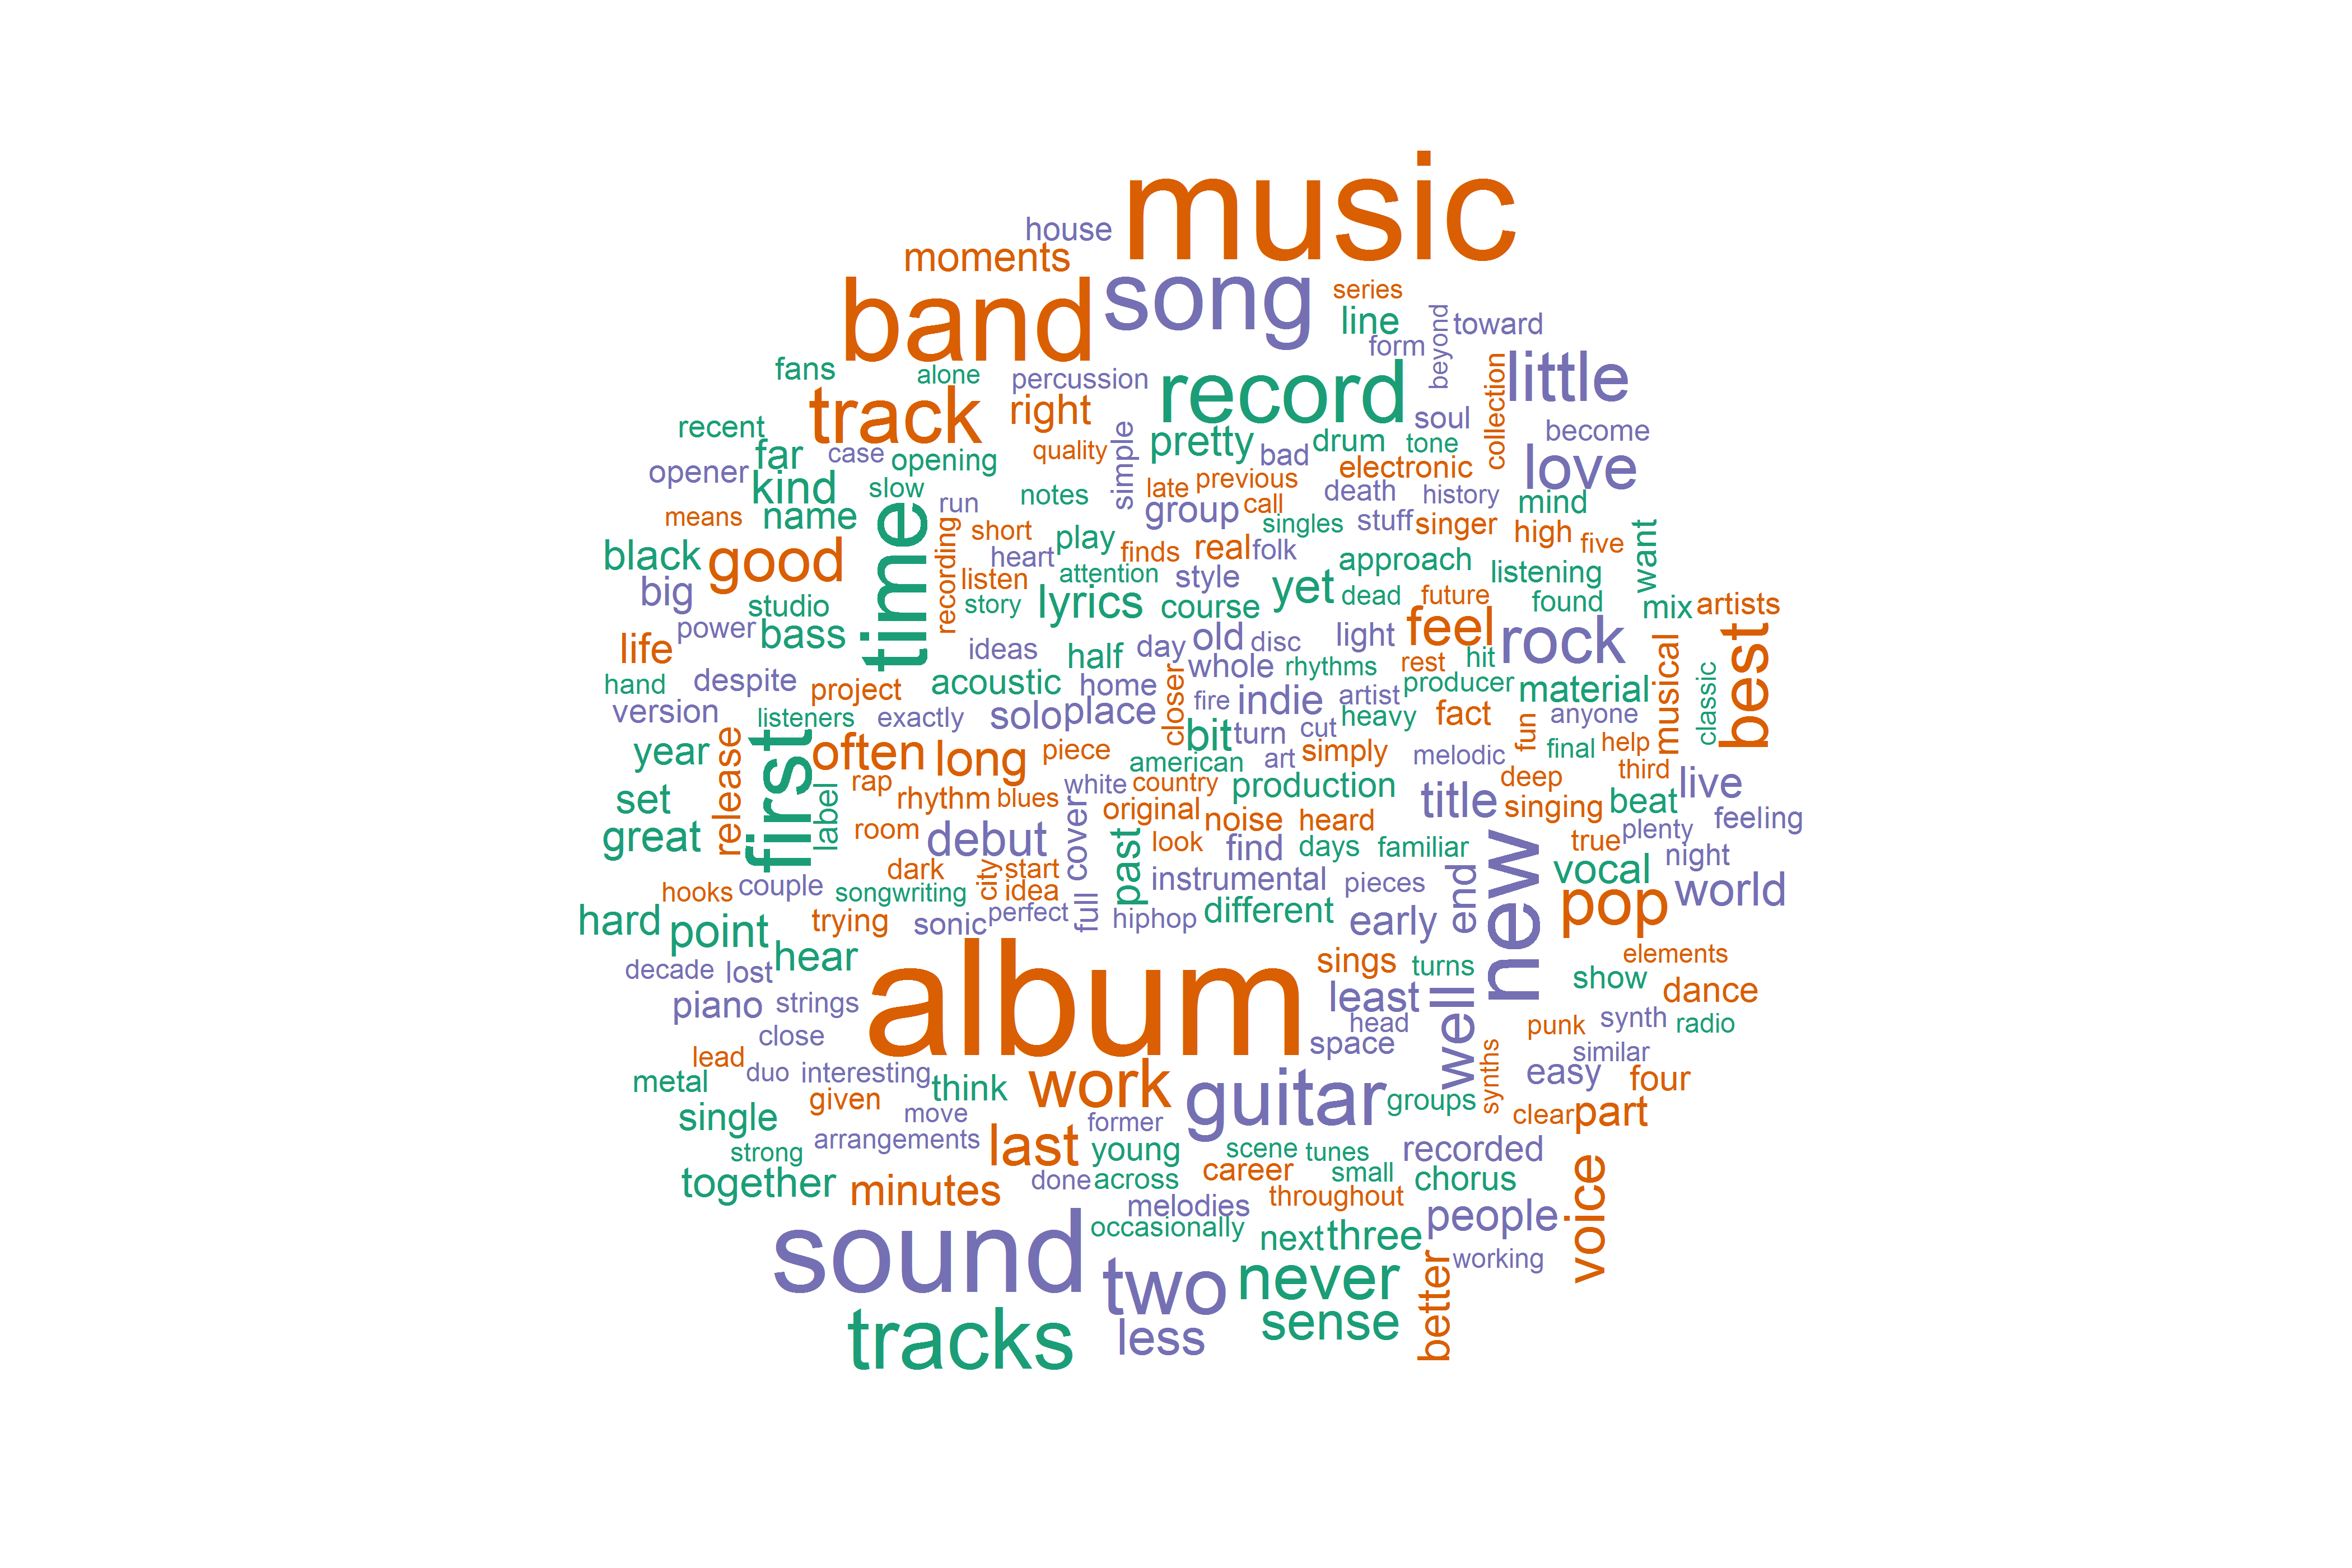 music
house
moments
band
song
series
line
beyond
toward
form
fans
alone
percussion
record
collection
little
track
right
soul
become
recent
far
case
opening
quality
simple
pretty
bad
drum
tone
electronic
love
opener
kind
slow
run
notes
late
previous
death
history
mind
means
name
time
recording
short
group
call
singles
stuff
singer
high
five
want
black
good
heart
play
finds
real
folk
approach
listening
big
studio
listen
attention
style
story
lyrics
course
yet
dead
future
found
mix
artists
power
bass
life
ideas
half
day
old
disc
light
feel
rock
musical
best
hand
despite
project
acoustic
home
closer
whole
rhythms
rest
hit
producer
material
classic
version
listeners
exactly
solo
place
fire
indie
artist
heavy
fact
fun
anyone
year
release
first
often
long
piece
bit
turn
cut
simply
melodic
final
help
american
art
set
label
rap
rhythm
blues
white
country
production
title
deep
third
live
great
room
debut
cover
original
noise
heard
singing
beat
plenty
feeling
past
look
find
days
familiar
new
true
night
dark
city
start
idea
hooks
couple
songwriting
full
instrumental
pieces
end
vocal
world
hard
point
trying
sonic
perfect
hiphop
different
early
pop
hear
decade
lost
album
sings
turns
elements
piano
strings
least
well
show
dance
close
head
space
punk
synth
radio
lead
metal
duo
interesting
think
work
guitar
groups
synths
similar
easy
four
given
single
move
former
clear
part
strong
arrangements
last
young
scene
tunes
recorded
voice
together
minutes
done
across
career
small
chorus
melodies
throughout
sound
occasionally
next
three
people
two
never
better
working
tracks
less
sense